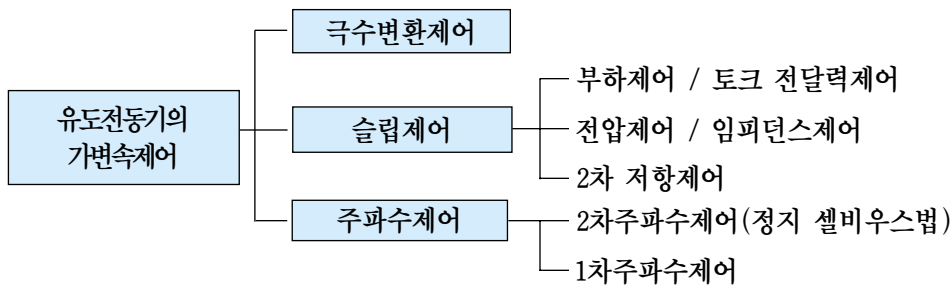 유도전동기의
가변속제어
극수변환제어
슬립제어
부하제어 / 토크 전달력제어
전압제어 / 임피던스제어
2차 저항제어
주파수제어
2차주파수제어(정지 셀비우스법)
1차주파수제어